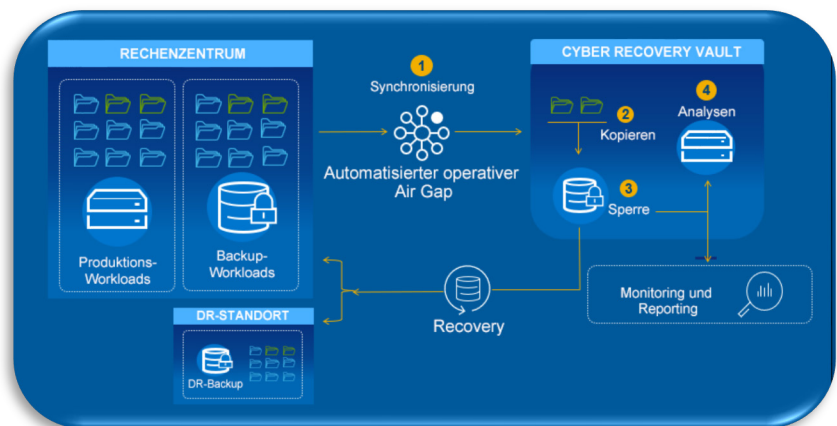 RECHENZENTRUM
Produktions-
Workloads
Backup-
Workloads
1
Synchronisierung
Automatisierter operativer
Air Gap
CYBER RECOVERY VAULT
2
Kopieren
4
Analysen
3
Sperre
Monitoring und
Reporting
Recovery
DR-STANDORT
DR-Backup